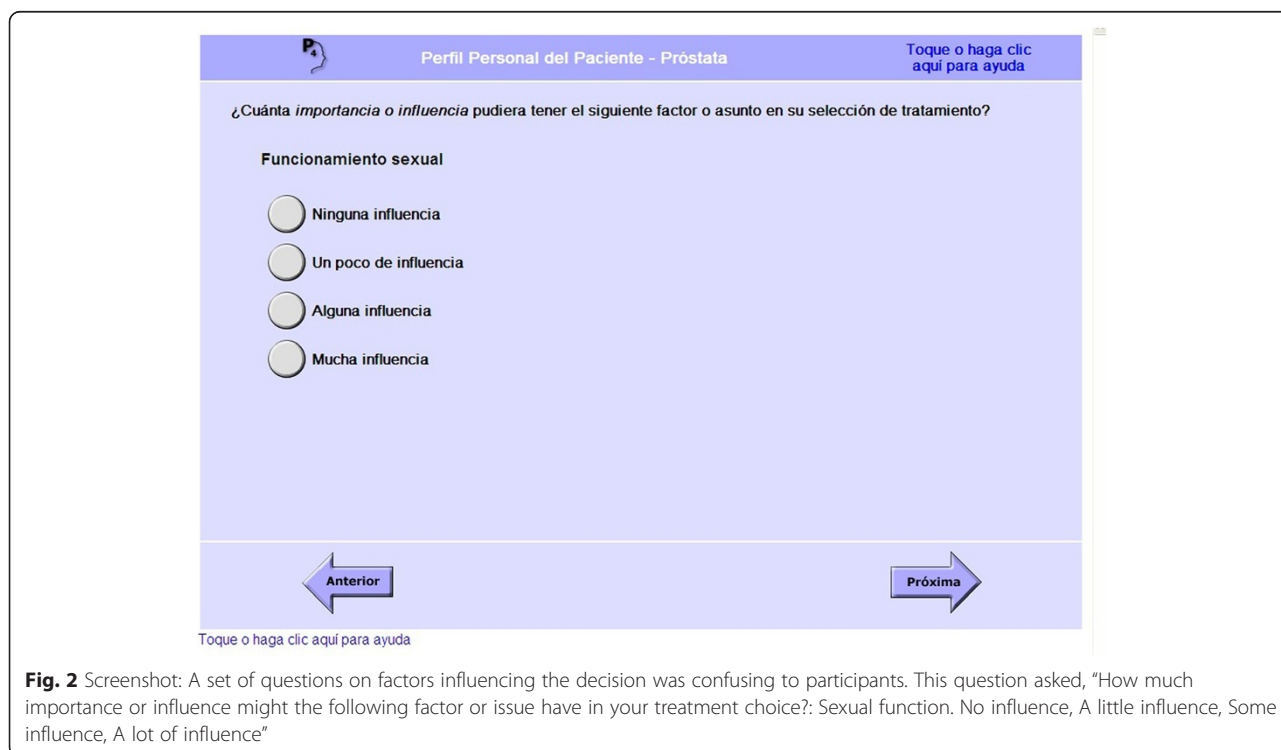 P4
Perfil Personal del Paciente - Próstata
Toque o haga clic
aquí para ayuda
¿Cuánta importancia o influencia pudiera tener el siguiente factor o asunto en su selección de tratamiento?
Funcionamiento sexual
Ninguna influencia
Un poco de influencia
Alguna influencia
Mucha influencia
Anterior
Próxima
Toque o haga clic aquí para ayuda
Fig. 2 Screenshot: A set of questions on factors influencing the decision was confusing to participants. This question asked, “How much
importance or influence might the following factor or issue have in your treatment choice?: Sexual function. No influence, A little influence, Some
influence, A lot of influence”